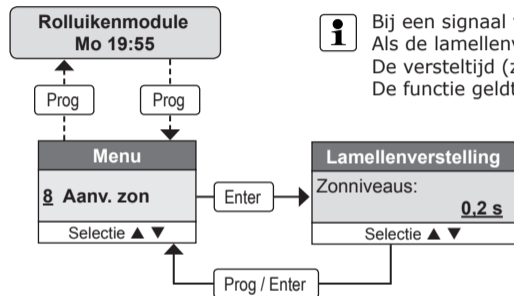 Rolluikenmodule
Mo 19:55
Bij een signaal
Als de
De versteltijd
De functie geldt
Prog
Prog
Menu
8 Aanv. zon
Selectie ▲ ▼
Enter
Lamellenverstelling
Zonniveaus:
0,2 s
Selectie ▲ ▼
Prog / Enter